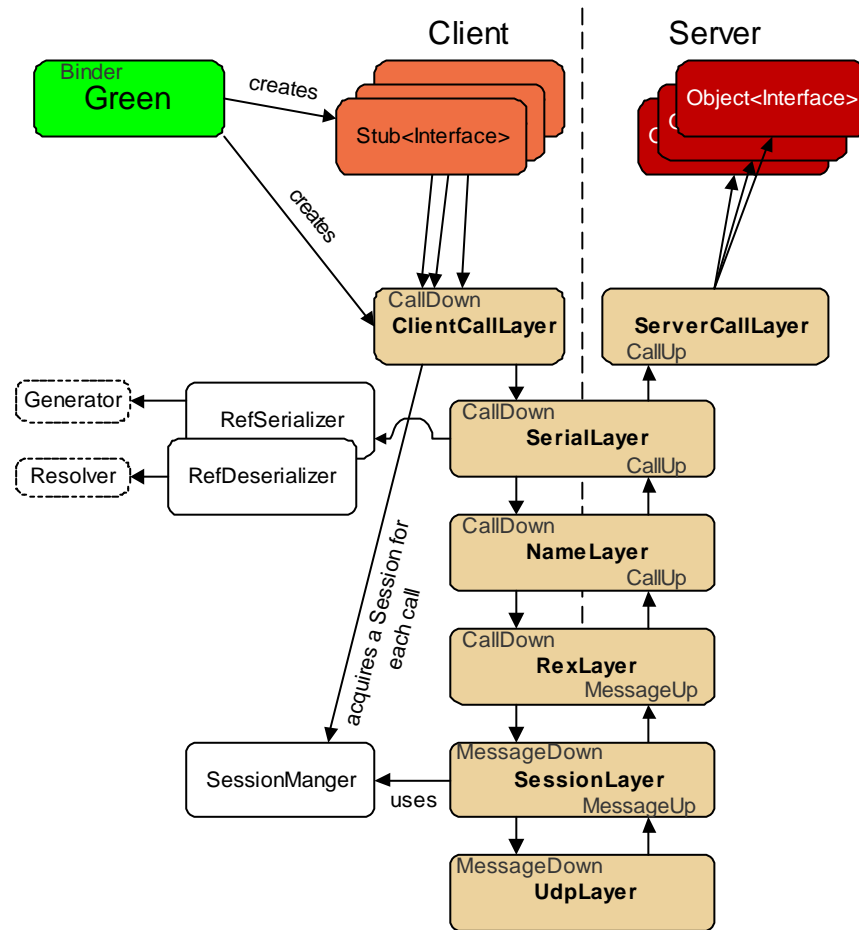 Client
Server
Binder
Green
creates
Stub<Interface>
Object<Interface>
O
O
creates
CallDown
ClientCallLayer
ServerCallLayer
CallUp
Generator
RefSerializer
CallDown
SerialLayer
CallUp
Resolver
RefDeserializer
CallDown
NameLayer
CallUp
acquires a Session for
each call
CallDown
RexLayer
MessageUp
SessionManger
uses
MessageDown
SessionLayer
MessageUp
MessageDown
UdpLayer